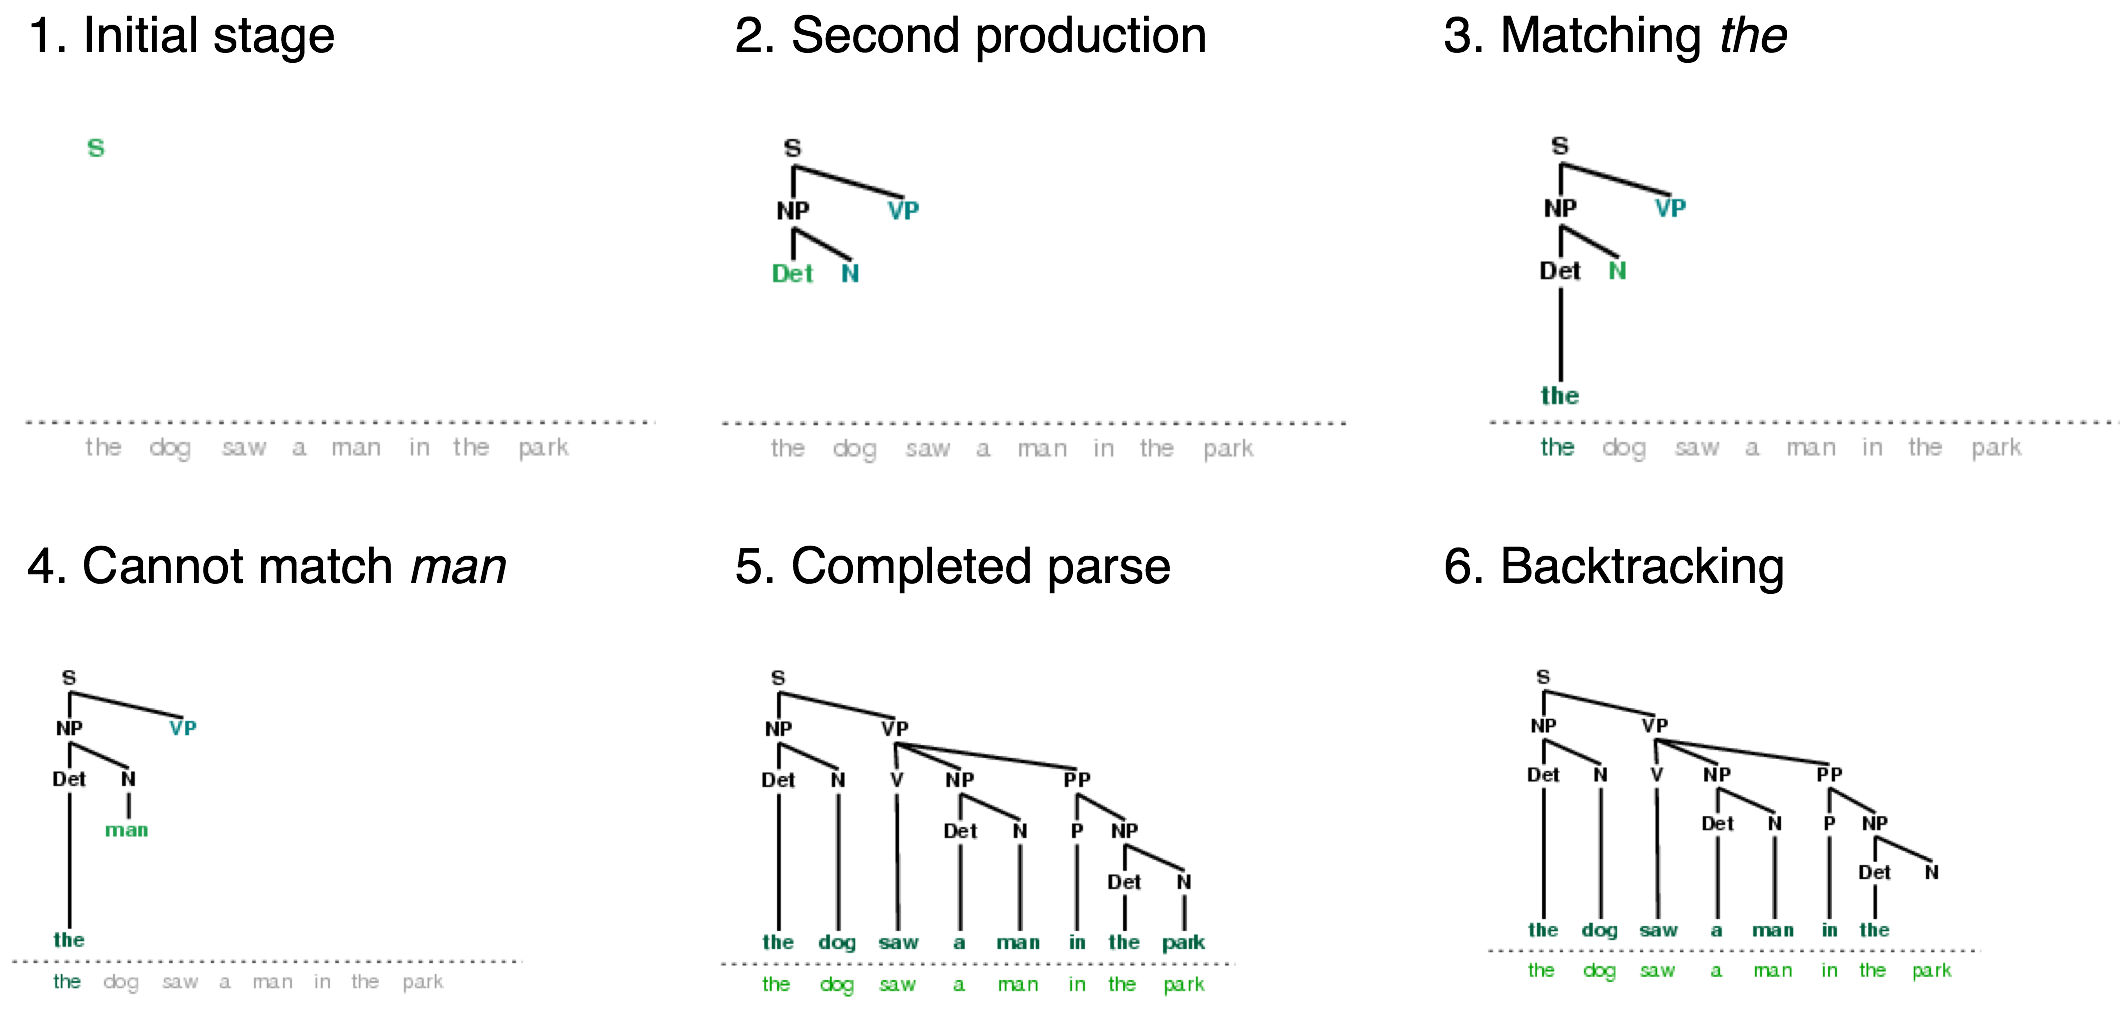 1. Initial stage
S
the dog saw a man in the park
2. Second production
S
NP VP
Det N
the dog saw a man in the park
3. Matching the
S
NP VP
Det N
the
the dog saw a man in the park
4. Cannot match man
S
NP VP
Det N
man
the
the dog saw a man in the park
5. Completed parse
S
NP VP
Det N V NP PP
Det N P NP
Det N
the dog saw a man in the park
the dog saw a man in the park
6. Backtracking
S
NP VP
Det N V NP PP
Det N P NP
Det N
the dog saw a man in the
the dog saw a man in the park